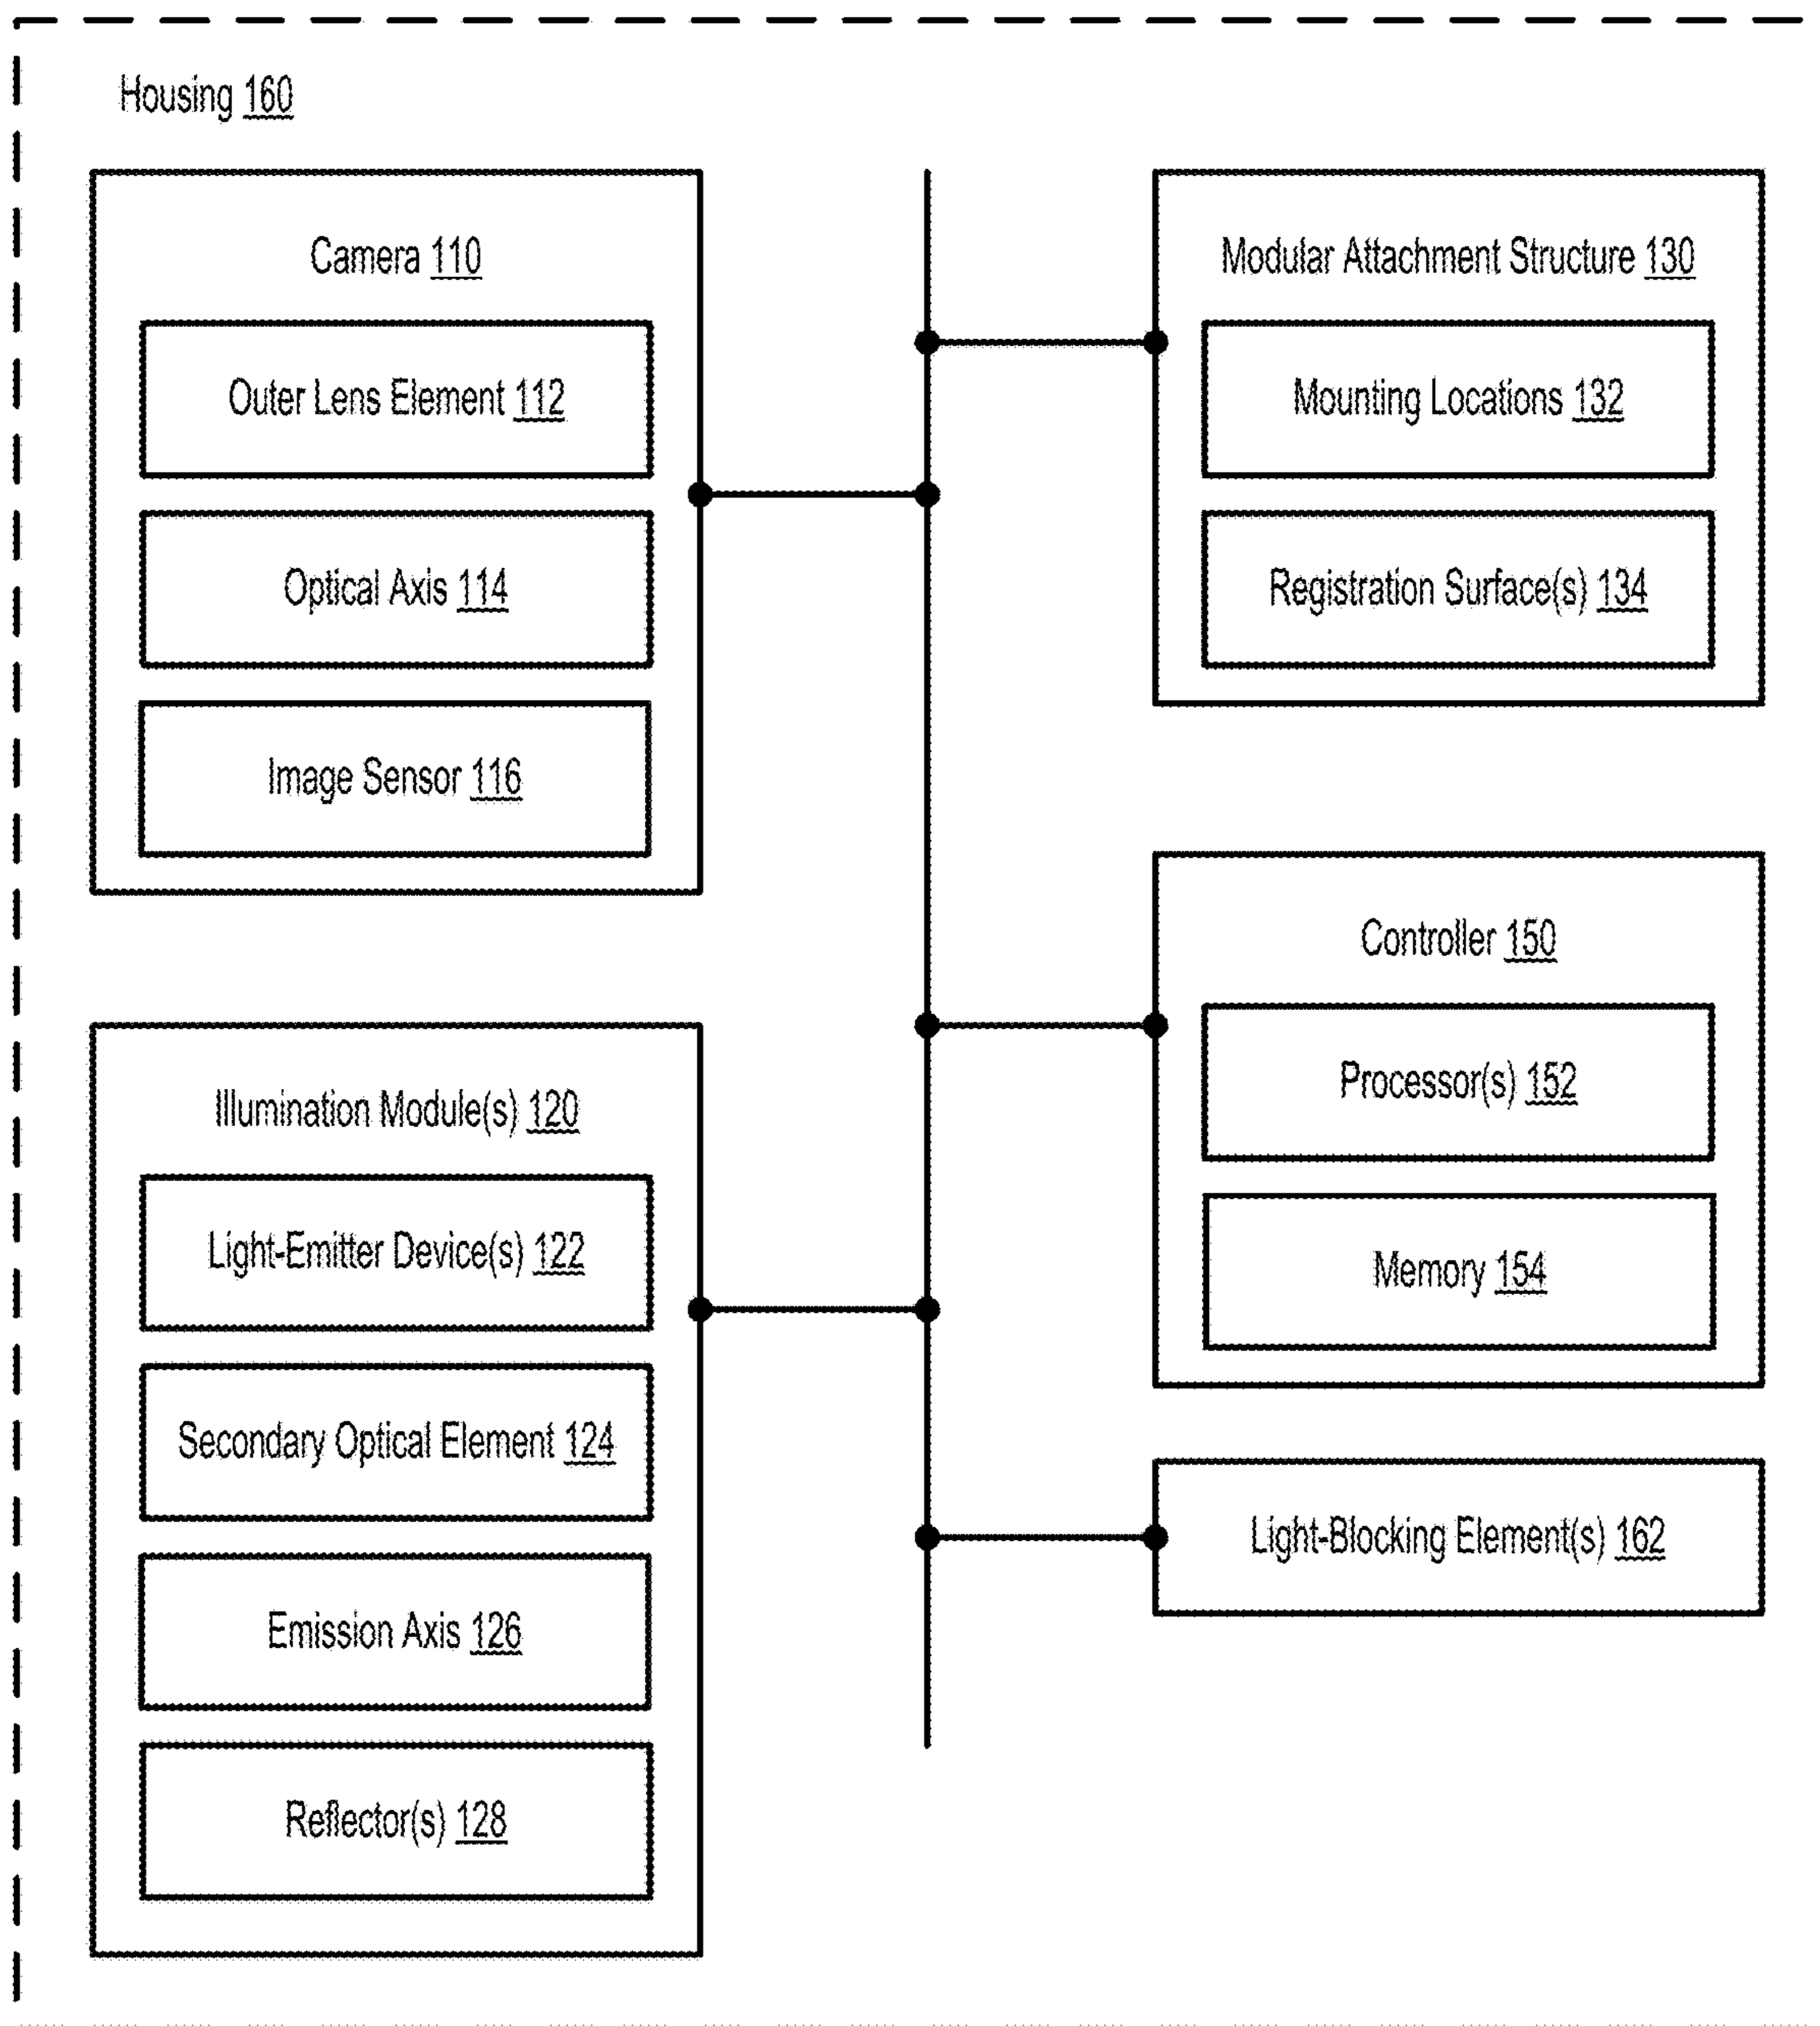 Housing 160
Camera 110
Outer Lens Element 112
Optical Axis 114
Image Sensor 116
Illumination Module(s) 120
Light-Emitter Device(s) 122
Secondary Optical Element 124
Emission Axis 126
Reflector(s) 128
Modular Attachment Structure 130
Mounting Locations 132
Registration Surface(s) 134
Controller 150
Processor(s) 152
Memory 154
Light-Blocking Element(s) 162